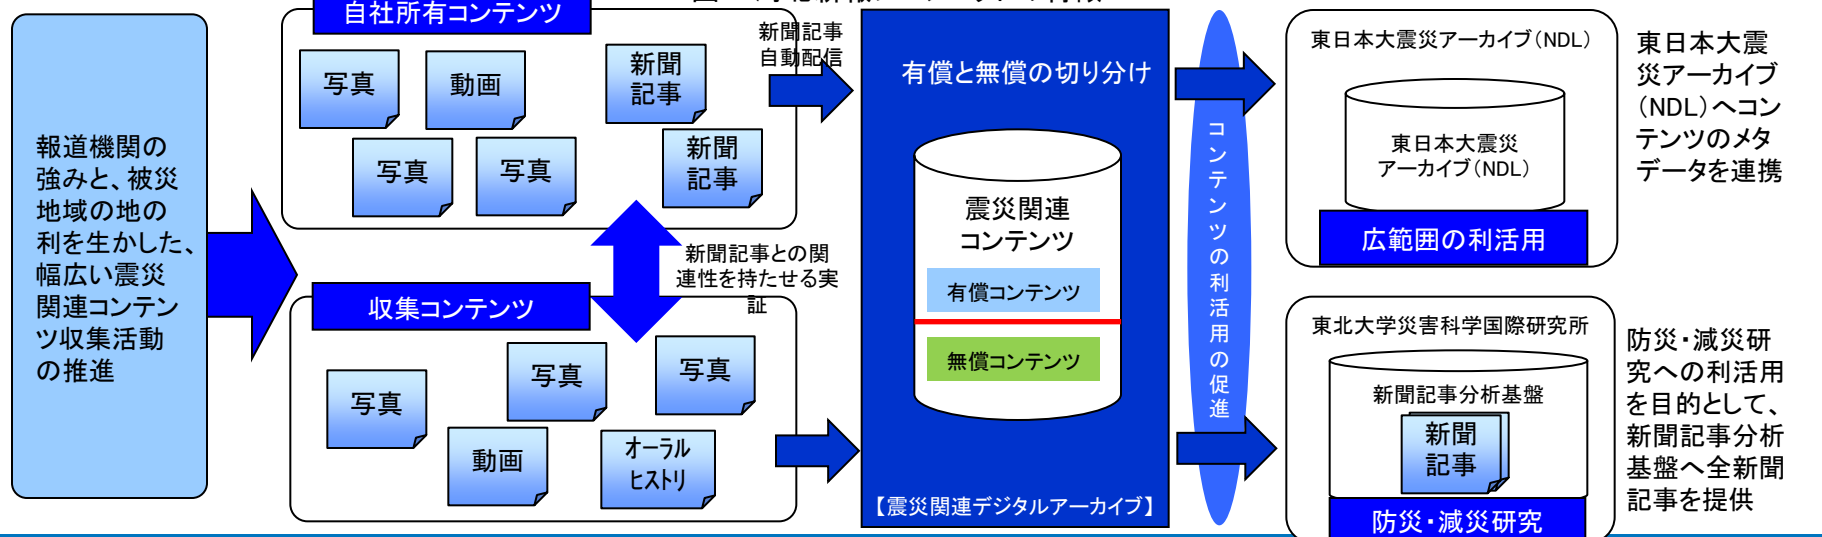 報道機関の
強みと、被災
地域の地の
利を生かした、
幅広い震災
関連コンテン
ツ収集活動
の推進
自社所有コンテンツ
写真
動画
新聞
記事
写真
写真
新聞
記事
新聞記事
自動配信
新聞記事との関
連性を持たせる実
証
収集コンテンツ
写真
写真
写真
動画
オーラル
ヒストリ
有償と無償の切り分け
震災関連
コンテンツ
有償コンテンツ
無償コンテンツ
【震災関連デジタルアーカイブ】
コンテンツの利活用の促進
東日本大震災アーカイブ(NDL)
東日本大震災
アーカイブ(NDL)
広範囲の利活用
東日本大震
災アーカイブ
(NDL)へコン
テンツのメタ
データを連携
東北大学災害科学国際研究所
新聞記事分析基盤
新聞
記事
防災・減災研究
防災・減災研
究への利活用
を目的として、
新聞記事分析
基盤へ全新聞
記事を提供